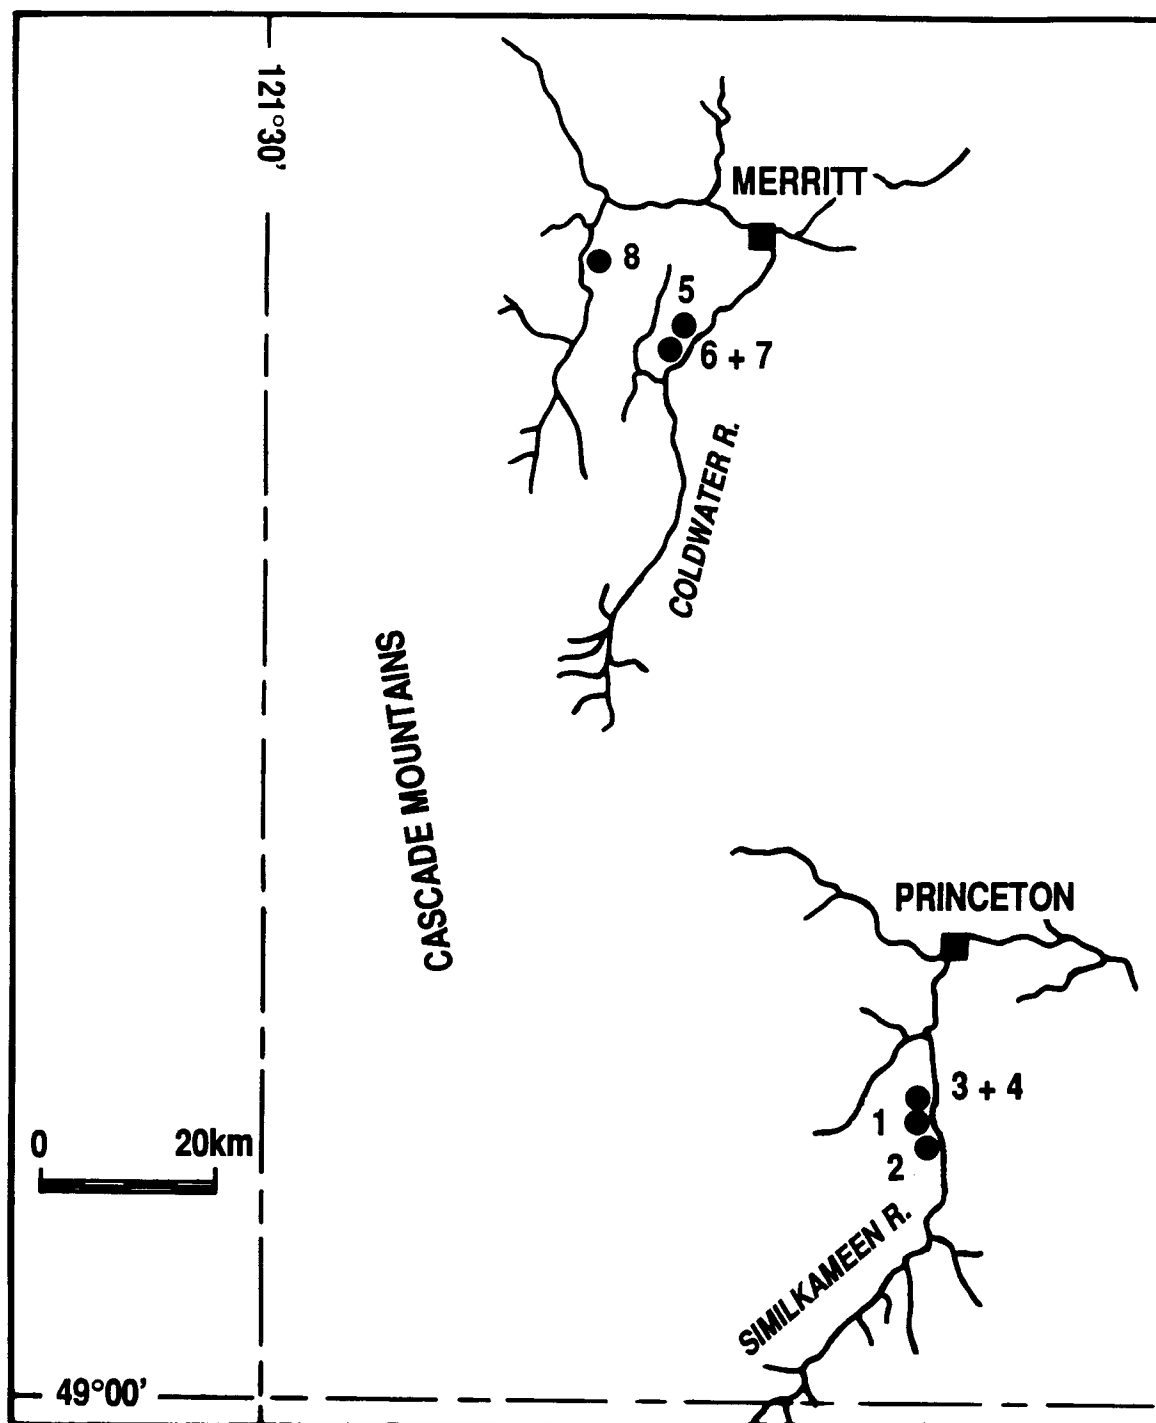 121°30'
MERRITT
8
5
6 + 7
COLDWATER R.
CASCADE MOUNTAINS
PRINCETON
3 + 4
1
2
0 20km
SIMILKAMEEN R.
49°00'